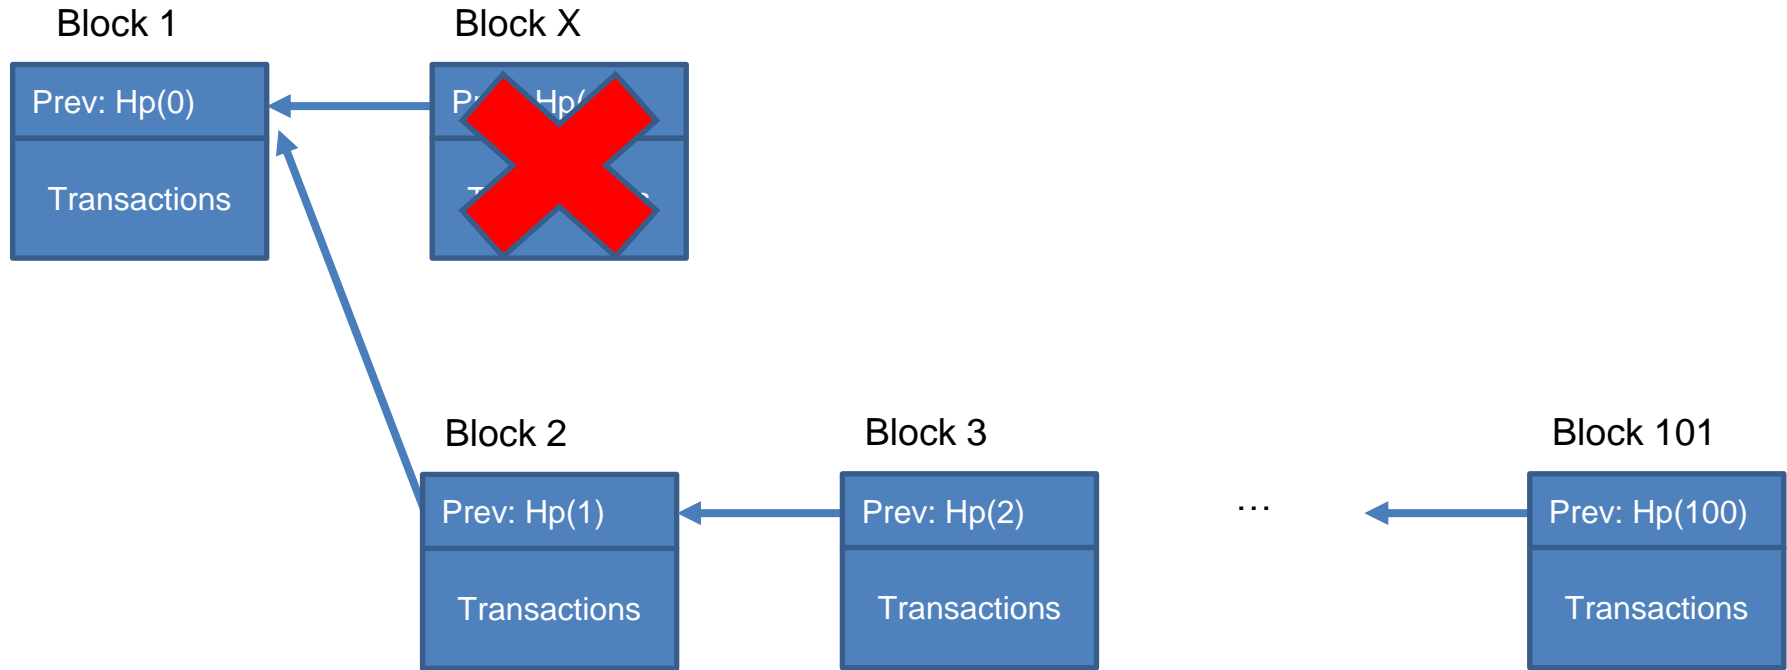 Block 1
Block X
Prev: Hp(0)
Hp(
Transactions
Block 2
Block 3
Block 101
Prev: Hp(1)
Prev: Hp(2)
...
Prev: Hp(100)
Transactions
Transactions
Transactions